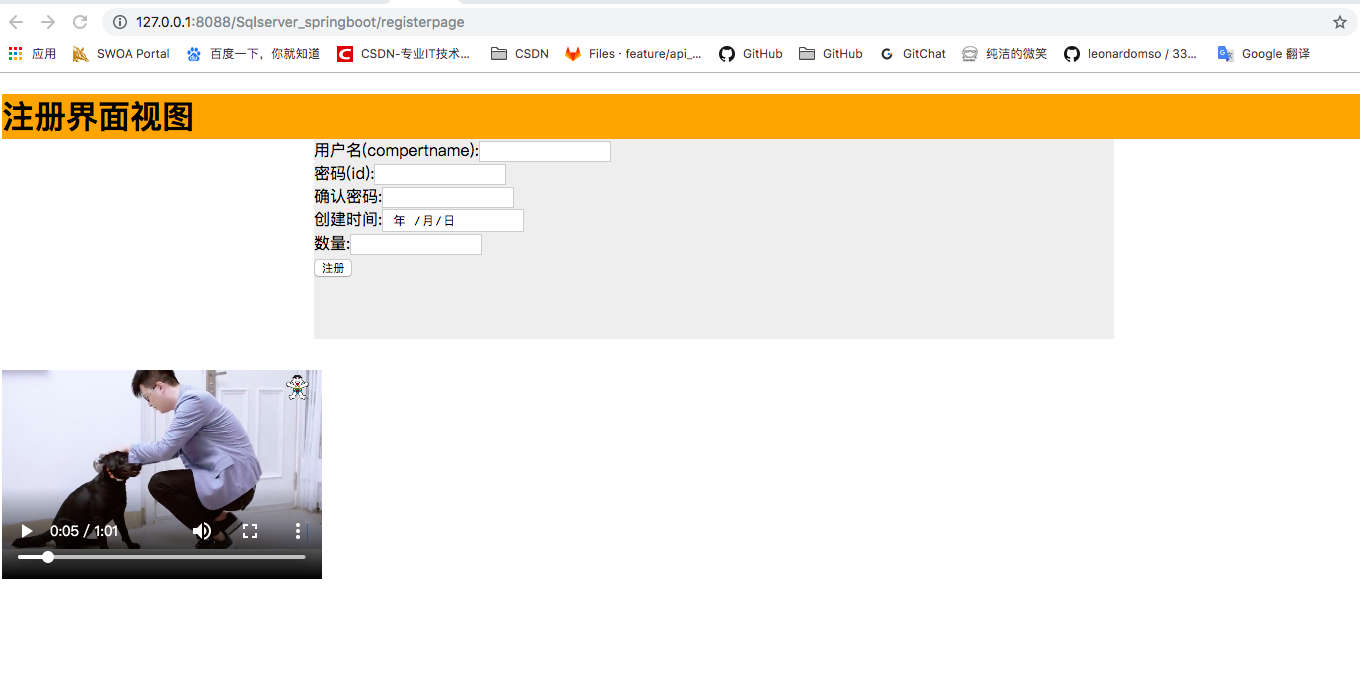 127.0.0.1:8088/Sqlserver_springboot/registerpage
应用 SWOA Portal 百度一下，你就知道 CSDN-专业IT技术... CSDN Files · feature/api_... GitHub GitHub GitChat 纯洁的微笑 leonardomso / 33... Google 翻译
注册界面视图
用户名(compertname):
密码(id):
确认密码:
创建时间: 年 /月/日
数量:
注册
0:05 / 1:01